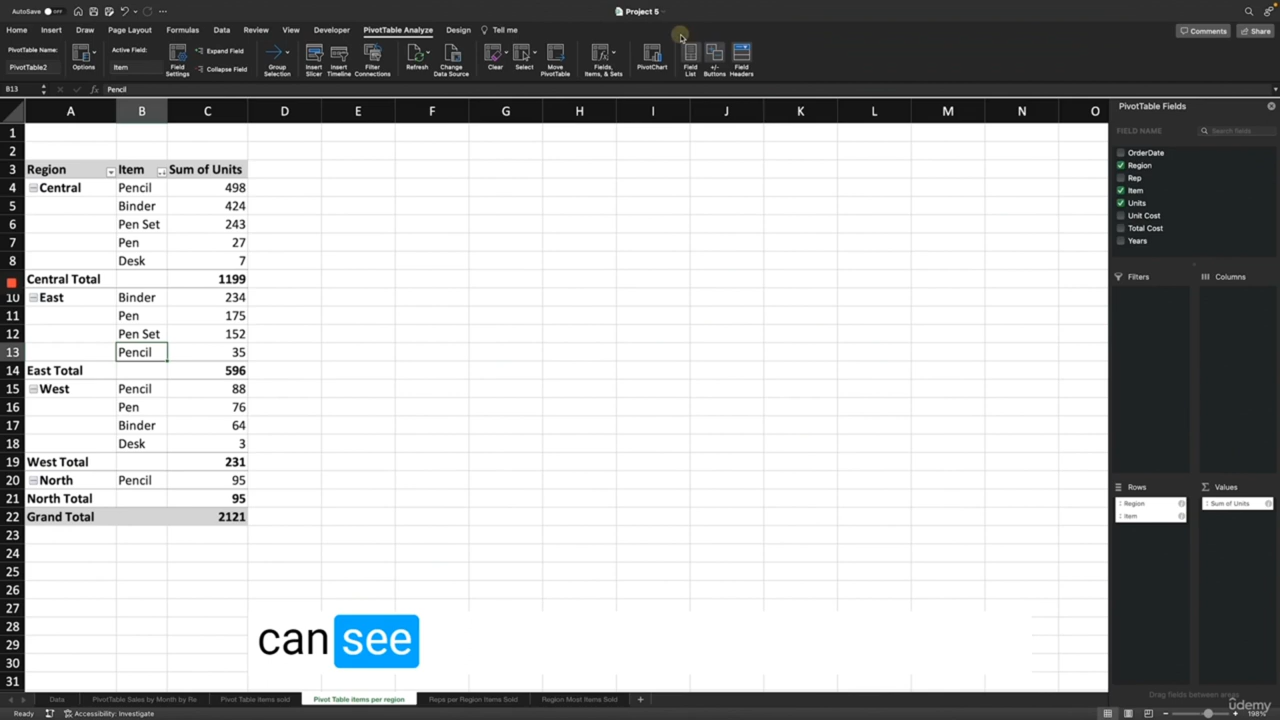 AutoSave OFF
Project 5
Home Insert Draw Page Layout Formulas Data Review View Developer PivotTable Analyze Design Tell me
Comments Share
PivotTable Name:
PivotTable2
Options
Active Field:
Item
Field Settings
Expand Field
Collapse Field
Group Selection
Insert Slicer
Insert Timeline
Filter Connections
Refresh
Change Data Source
Clear
Select
Move PivotTable
Fields, Items, & Sets
PivotChart
Field List
+/- Buttons
Field Headers
B13 fx Pencil
A B C D E F G H I J K L M N O
1
2
3 Region Item Sum of Units
4 Central Pencil 498
5 Binder 424
6 Pen Set 243
7 Pen 27
8 Desk 7
Central Total 1199
10 East Binder 234
11 Pen 175
12 Pen Set 152
13 Pencil 35
14 East Total 596
15 West Pencil 88
16 Pen 76
17 Binder 64
18 Desk 3
19 West Total 231
20 North Pencil 95
21 North Total 95
22 Grand Total 2121
23
24
25
26
27
28
29
30
31
can see
PivotTable Fields
FIELD NAME Search Fields
OrderDate
Region
Rep
Item
Units
Unit Cost
Total Cost
Years
Filters Columns
Rows Values
Region Sum of Units
Item
Drag fields between areas
Data PivotTable Sales by Month by Re Pivot Table Items sold Pivot Table items per region Reps per Region Items Sold Region Most Items Sold +
Ready Accessibility: Investigate
198%
ûdemy